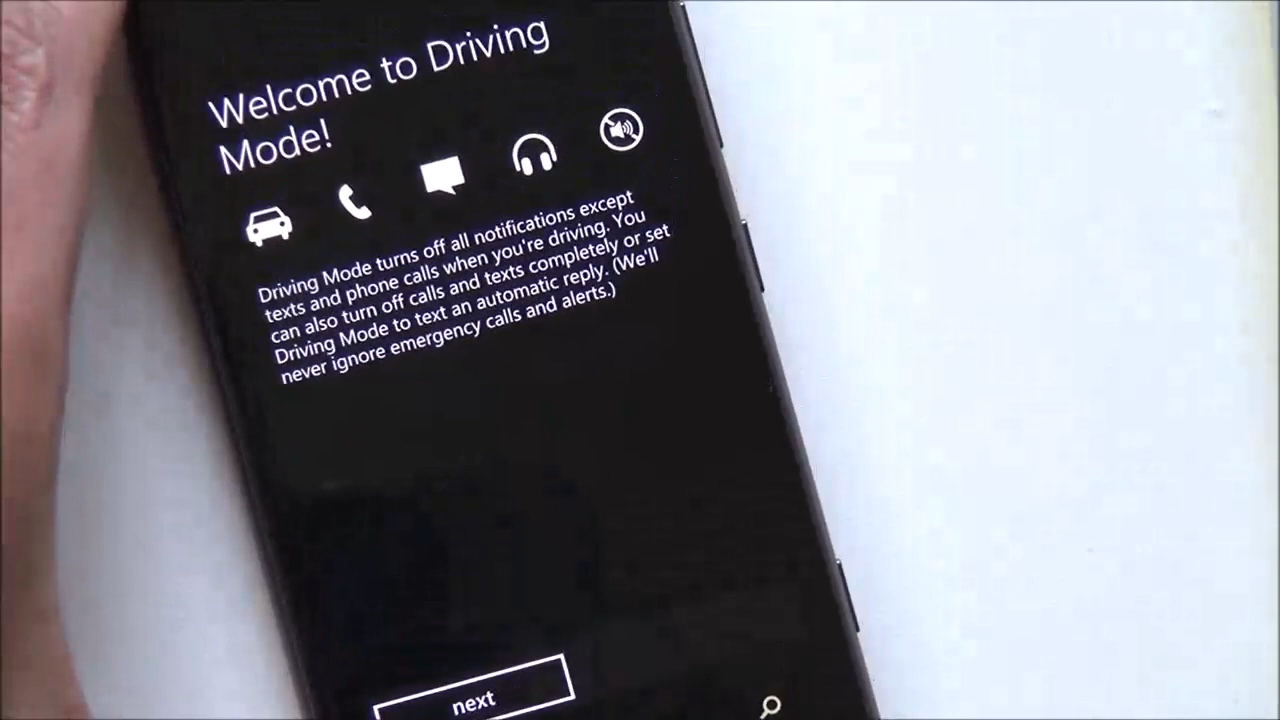 Welcome to Driving
Mode!
Driving Mode turns off all notifications except
texts and phone calls when you're driving. You
can also turn off calls and texts completely or set
Driving Mode to text an automatic reply. (We'll
never ignore emergency calls and alerts.)
next